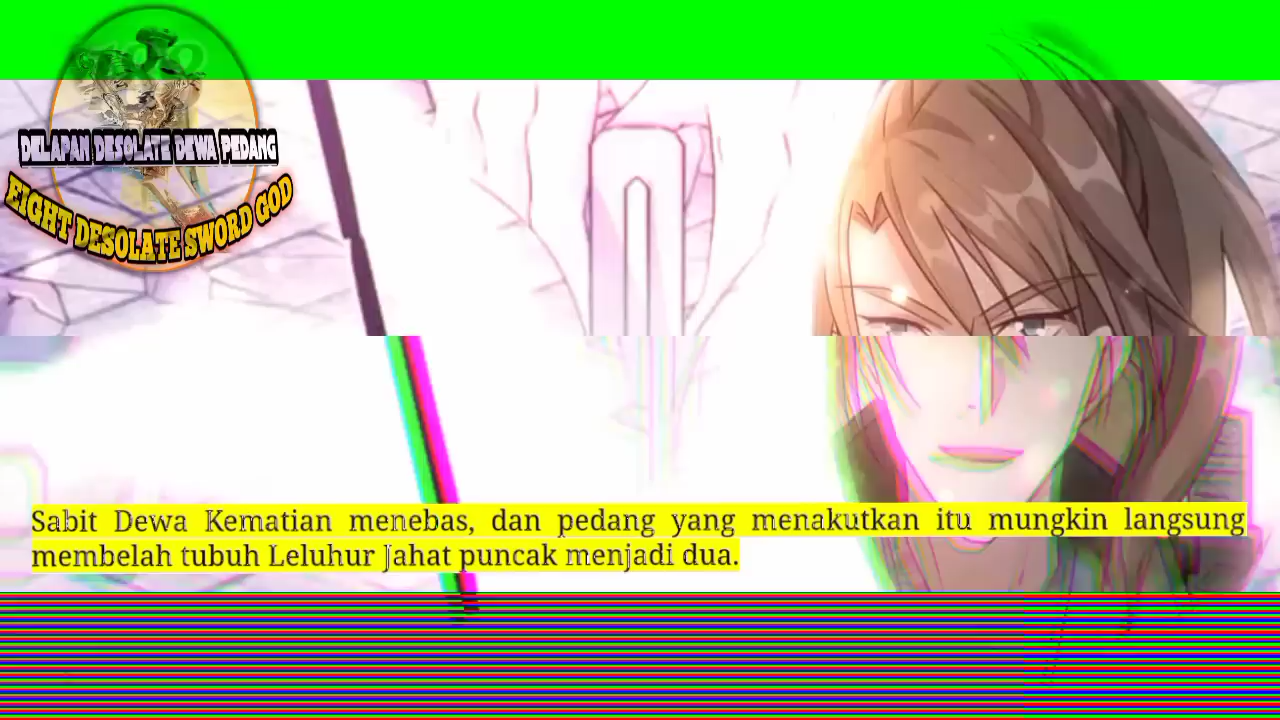 DELAPAN DESOLATE DEWA PEDANG
EIGHT DESOLATE SWORD GOD
Sabit Dewa Kematian menebas, dan pedang yang menakutkan itu mungkin langsung
membelah tubuh Leluhur Jahat puncak menjadi dua.